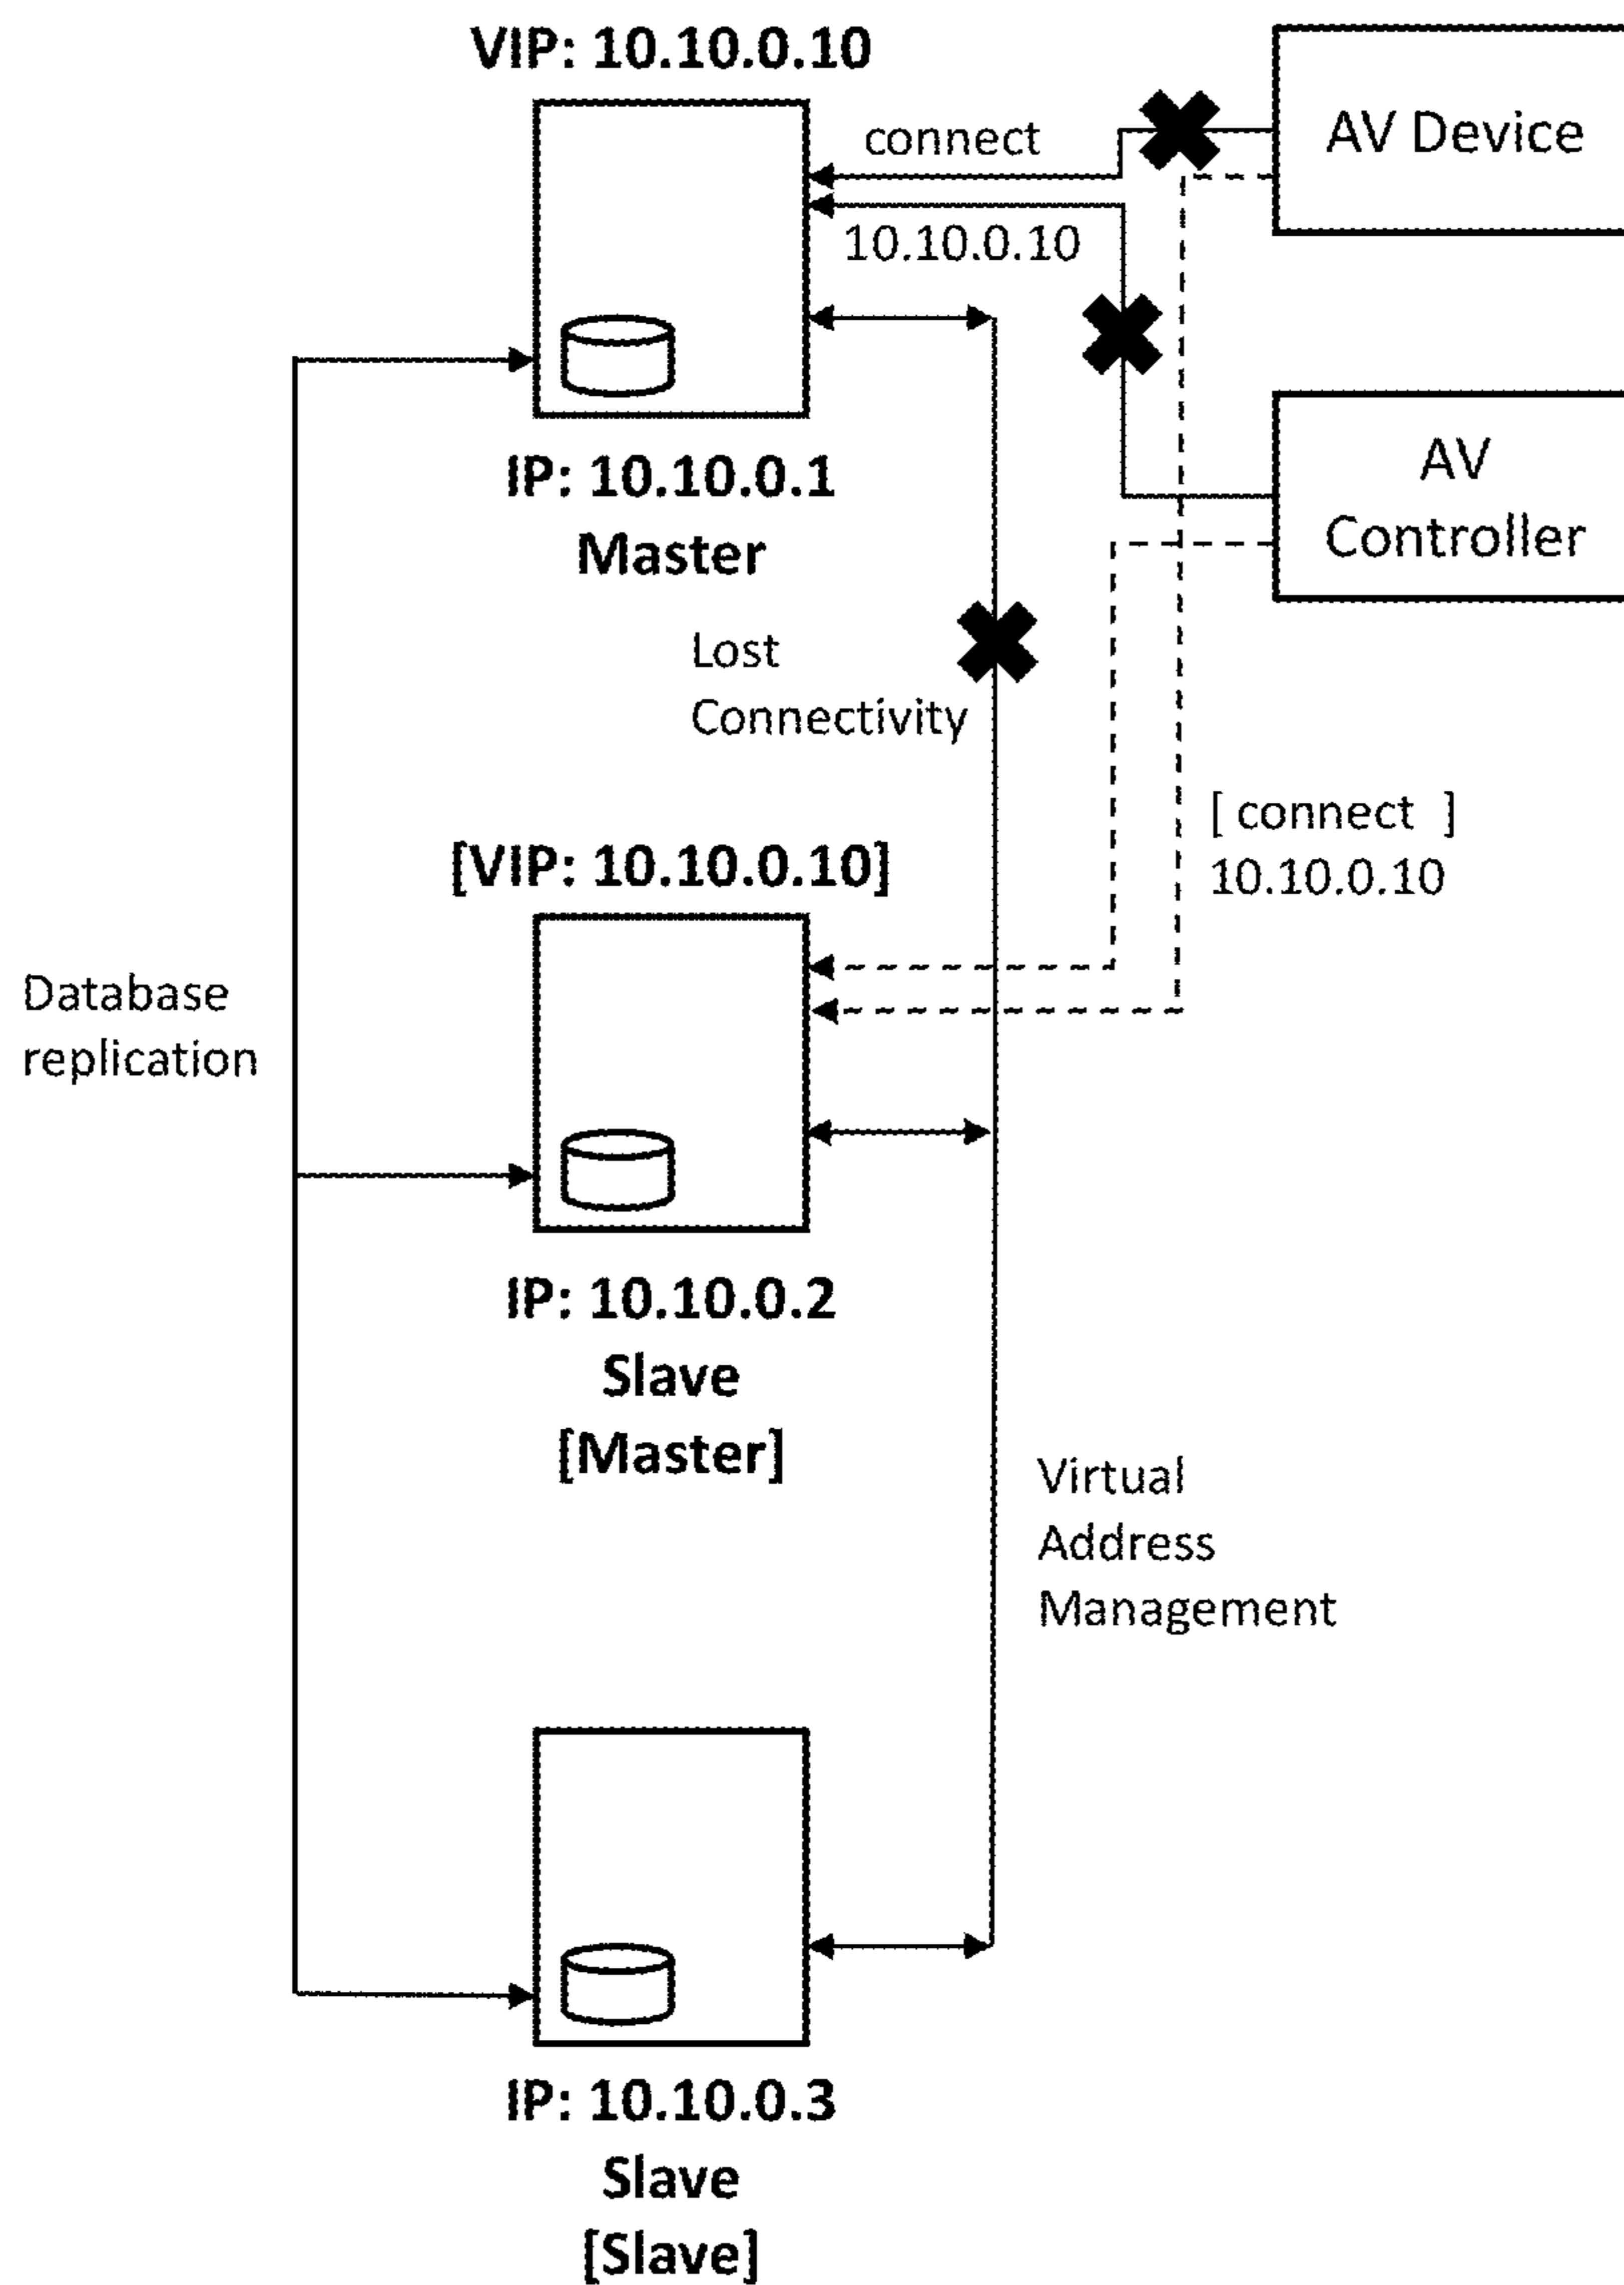 VIP: 10.10.0.10
connect
AV Device
10.10.0.10
IP: 10.10.0.1
Master
AV
Controller
Lost
Connectivity
[ connect ]
10.10.0.10
[VIP: 10.10.0.10]
Database
replication
IP: 10.10.0.2
Slave
[Master]
Virtual
Address
Management
IP: 10.10.0.3
Slave
[Slave]